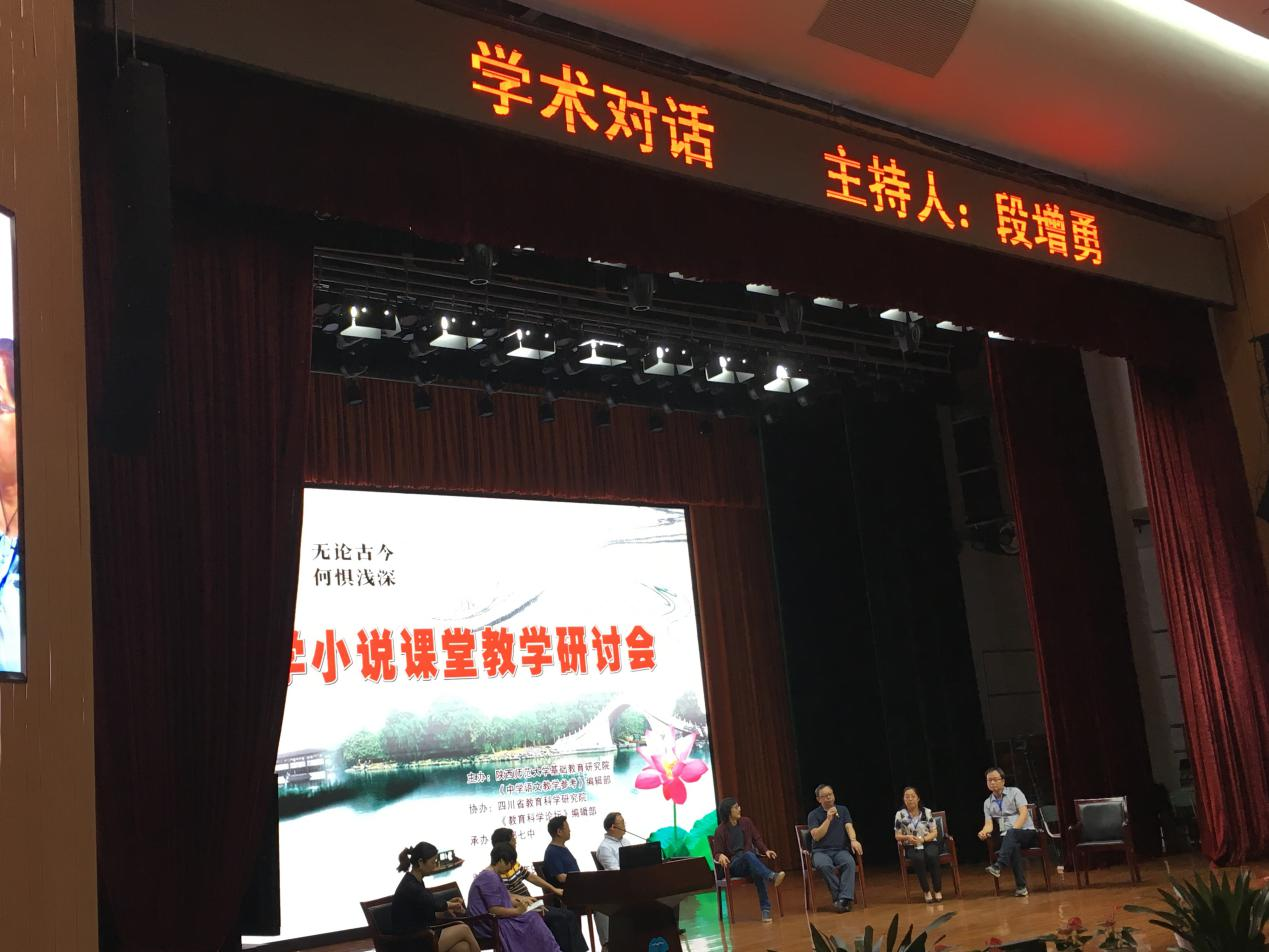 学术对话 主持人：段增勇
无论古今
何惧浅深
学小说课堂教学研讨会
主办：陕西师范大学基础教育研究院
《中学语文教学参考》编辑部
协办：四川省教育科学研究院
《教育科学论坛》编辑部
承办 七中